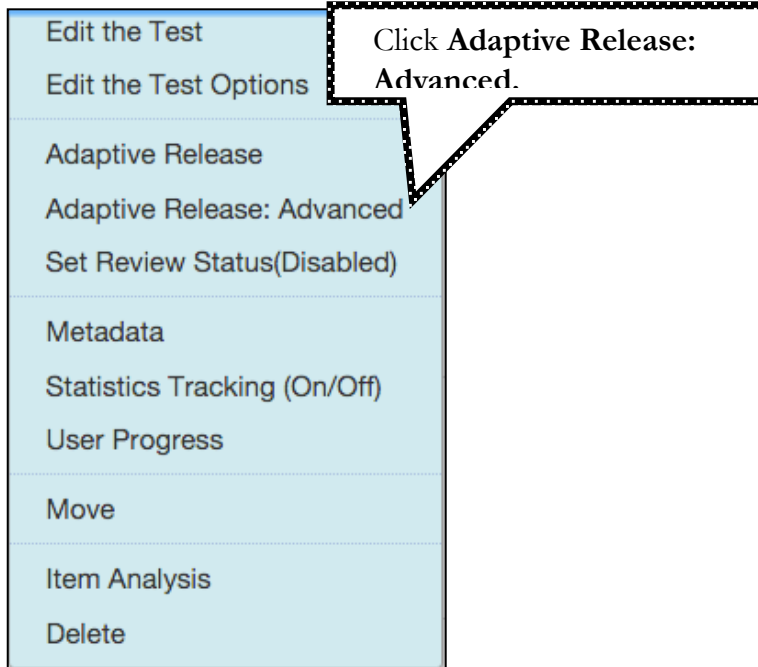 Edit the Test
Edit the Test Options
Click Adaptive Release:
Advanced.
Adaptive Release
Adaptive Release: Advanced
Set Review Status(Disabled)
Metadata
Statistics Tracking (On/Off)
User Progress
Move
Item Analysis
Delete